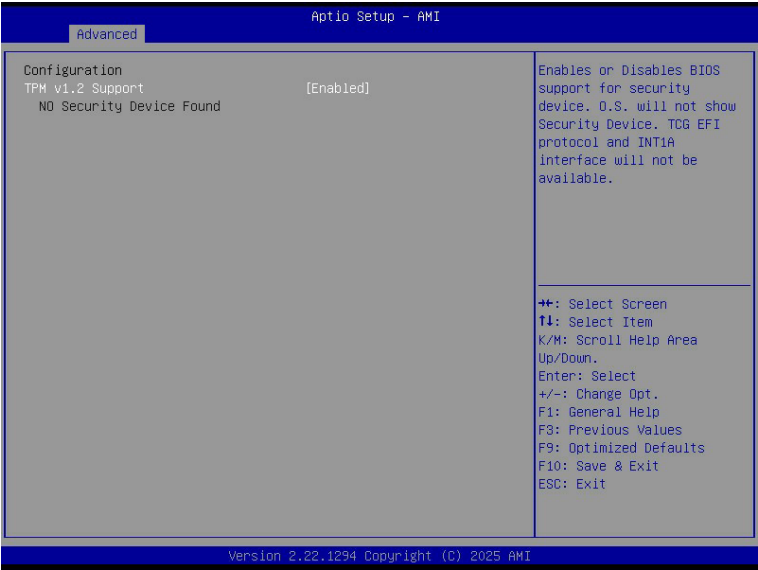 Aptio Setup – AMI
Advanced
Configuration
TPM v1.2 Support [Enabled]
NO Security Device Found
Enables or Disables BIOS
support for security
device. O.S. will not show
Security Device. TCG EFI
protocol and INT1A
interface will not be
available.
→←: Select Screen
↑↓: Select Item
K/M: Scroll Help Area
Up/Down.
Enter: Select
+/-: Change Opt.
F1: General Help
F3: Previous Values
F9: Optimized Defaults
F10: Save & Exit
ESC: Exit
Version 2.22.1294 Copyright (C) 2025 AMI